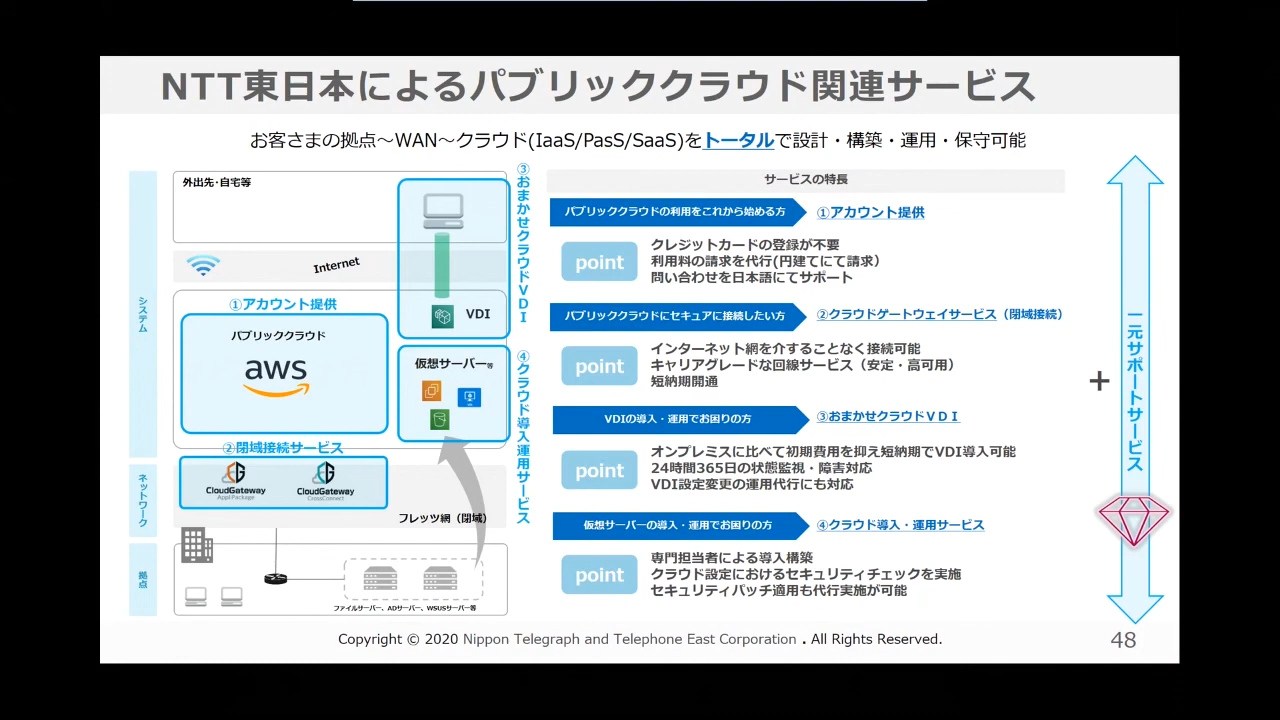 NTT東日本によるパブリッククラウド関連サービス
お客さまの拠点～WAN～クラウド(IaaS/PasS/SaaS)をトータルで設計・構築・運用・保守可能
システム
ネットワーク
拠点
外出先･自宅等
Internet
①アカウント提供
パブリッククラウド
aws
VDI
③おまかせクラウドVDI
仮想サーバー等
④クラウド導入運用サービス
②閉域接続サービス
CloudGateway
Appl Package
CloudGateway
CrossConnect
フレッツ網（閉域）
ファイルサーバー、ADサーバー、WSUSサーバー等
サービスの特長
パブリッククラウドの利用をこれから始める方
①アカウント提供
point
クレジットカードの登録が不要
利用料の請求を代行(円建てにて請求）
問い合わせを日本語にてサポート
パブリッククラウドにセキュアに接続したい方
②クラウドゲートウェイサービス（閉域接続）
point
インターネット網を介することなく接続可能
キャリアグレードな回線サービス（安定・高可用）
短納期開通
VDIの導入・運用でお困りの方
③おまかせクラウドＶＤＩ
point
オンプレミスに比べて初期費用を抑え短納期でVDI導入可能
24時間365日の状態監視・障害対応
VDI設定変更の運用代行にも対応
仮想サーバーの導入・運用でお困りの方
④クラウド導入・運用サービス
point
専門担当者による導入構築
クラウド設定におけるセキュリティチェックを実施
セキュリティパッチ適用も代行実施が可能
+
一元サポートサービス
Copyright © 2020 Nippon Telegraph and Telephone East Corporation . All Rights Reserved.
48